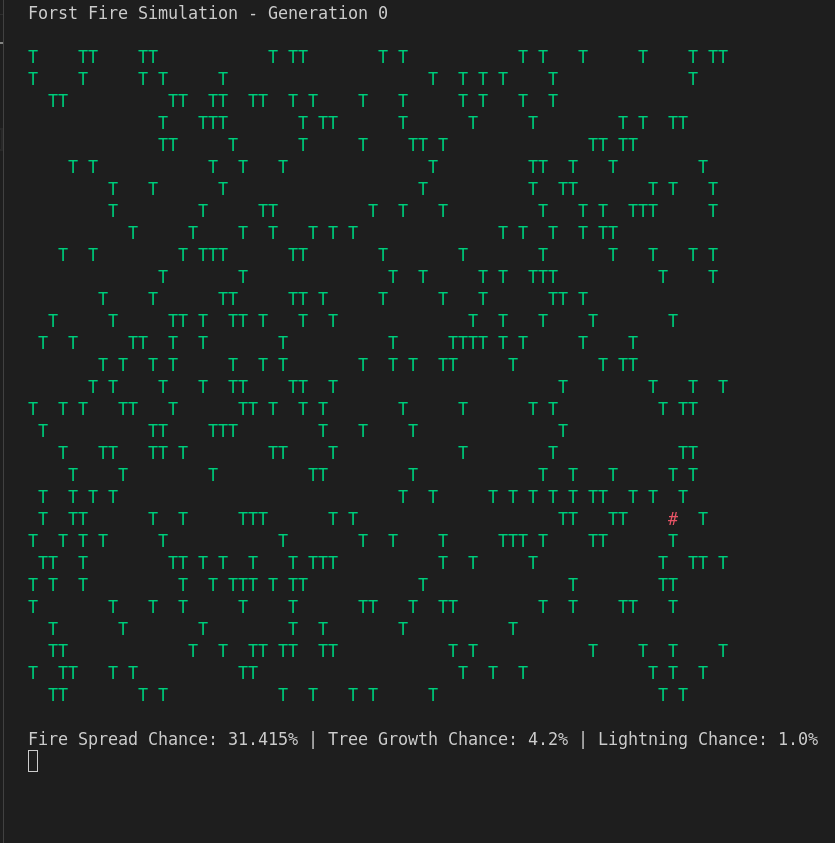 Forst Fire Simulation - Generation 0
T    TT    TT           T TT       T T           T T   T     T    T TT
T    T     T T     T                    T  T T T    T             T
  TT          TT  TT  TT  T T    T   T     T T   T T
             T   TTT       T TT      T      T     T        T T  TT
             TT     T      T     T    TT T              TT TT
    T T           T  T   T              T         TT  T   T        T
        T   T      T                   T          T  TT       T T   T
        T        T     TT         T  T   T         T   T T  TTT     T
          T     T    T  T   T T T              T T  T  T TT
   T  T        T TTT      TT       T       T       T      T   T   T T
             T       T              T  T     T T  TTT          T    T
       T    T      TT     TT T     T     T   T      TT T
  T     T     TT T  TT T   T T             T  T   T    T       T
 T  T     TT  T  T       T          T     TTTT T T     T    T
       T T  T T     T  T T       T  T T  TT     T        T TT
      T T    T   T  TT    TT  T                      T        T   T  T
T  T T   TT   T      TT T  T T       T     T      T T          T TT
 T          TT    TTT        T   T    T              T
   T   TT   TT T        TT    T            T        T            TT
    T    T        T         TT        T            T  T   T     T T
 T  T T T                            T  T     T T T T T TT  T T  T
 T  TT      T  T     TTT      T T                    TT   TT    #  T
T  T T T     T           T       T  T    T     TTT T    TT      T
 TT  T        TT T T  T   T TTT          T  T     T            T  TT T
T T  T         T  T TTT T TT           T              T        TT
T       T   T  T     T    T      TT   T  TT        T  T    TT   T
  T      T       T        T  T       T          T
  TT            T  T  TT TT  TT           T T           T    T  T    T
T  TT   T T          TT                    T  T  T            T T  T
  TT       T T           T  T   T T     T                      T T
Fire Spread Chance: 31.415% | Tree Growth Chance: 4.2% | Lightning Chance: 1.0%